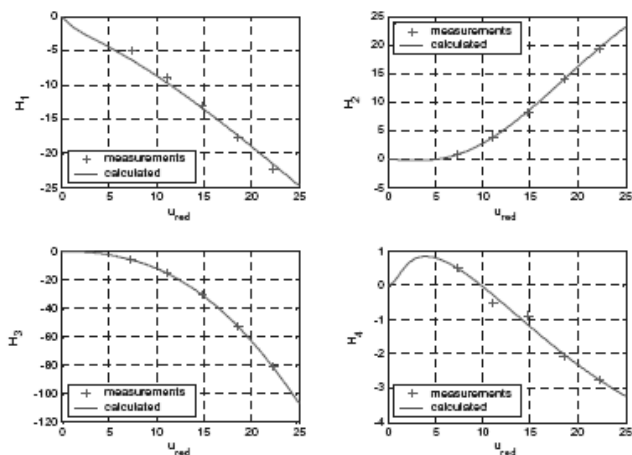 0
-5
-10
-15
-20
-25
H1
measurements
calculated
0 5 10 15 20 25
u_red
25
20
15
10
5
0
-5
H2
measurements
calculated
0 5 10 15 20 25
u_red
0
-20
-40
-60
-80
-100
-120
H3
measurements
calculated
0 5 10 15 20 25
u_red
1
0
-1
-2
-3
-4
H4
measurements
calculated
0 5 10 15 20 25
u_red